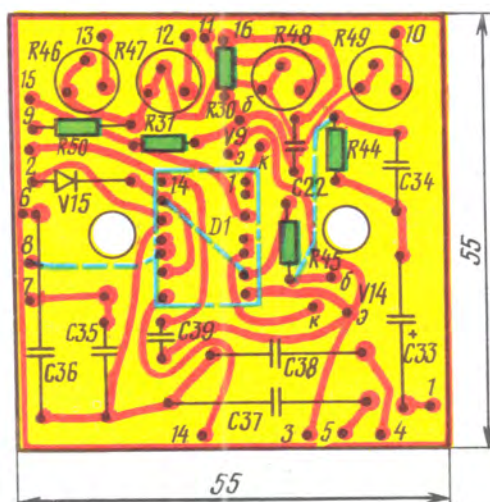 13 12 11 16 10
R46 R47 R48 R49
15 R30 б
9 R50 R31 V9 R44
э к
2 V15 14 1 C22 C34
6 D1
8 R45 б
7 V14
к э
C36 C35 C39 C38 + C33
C37 1
14 3 5 4
55
55